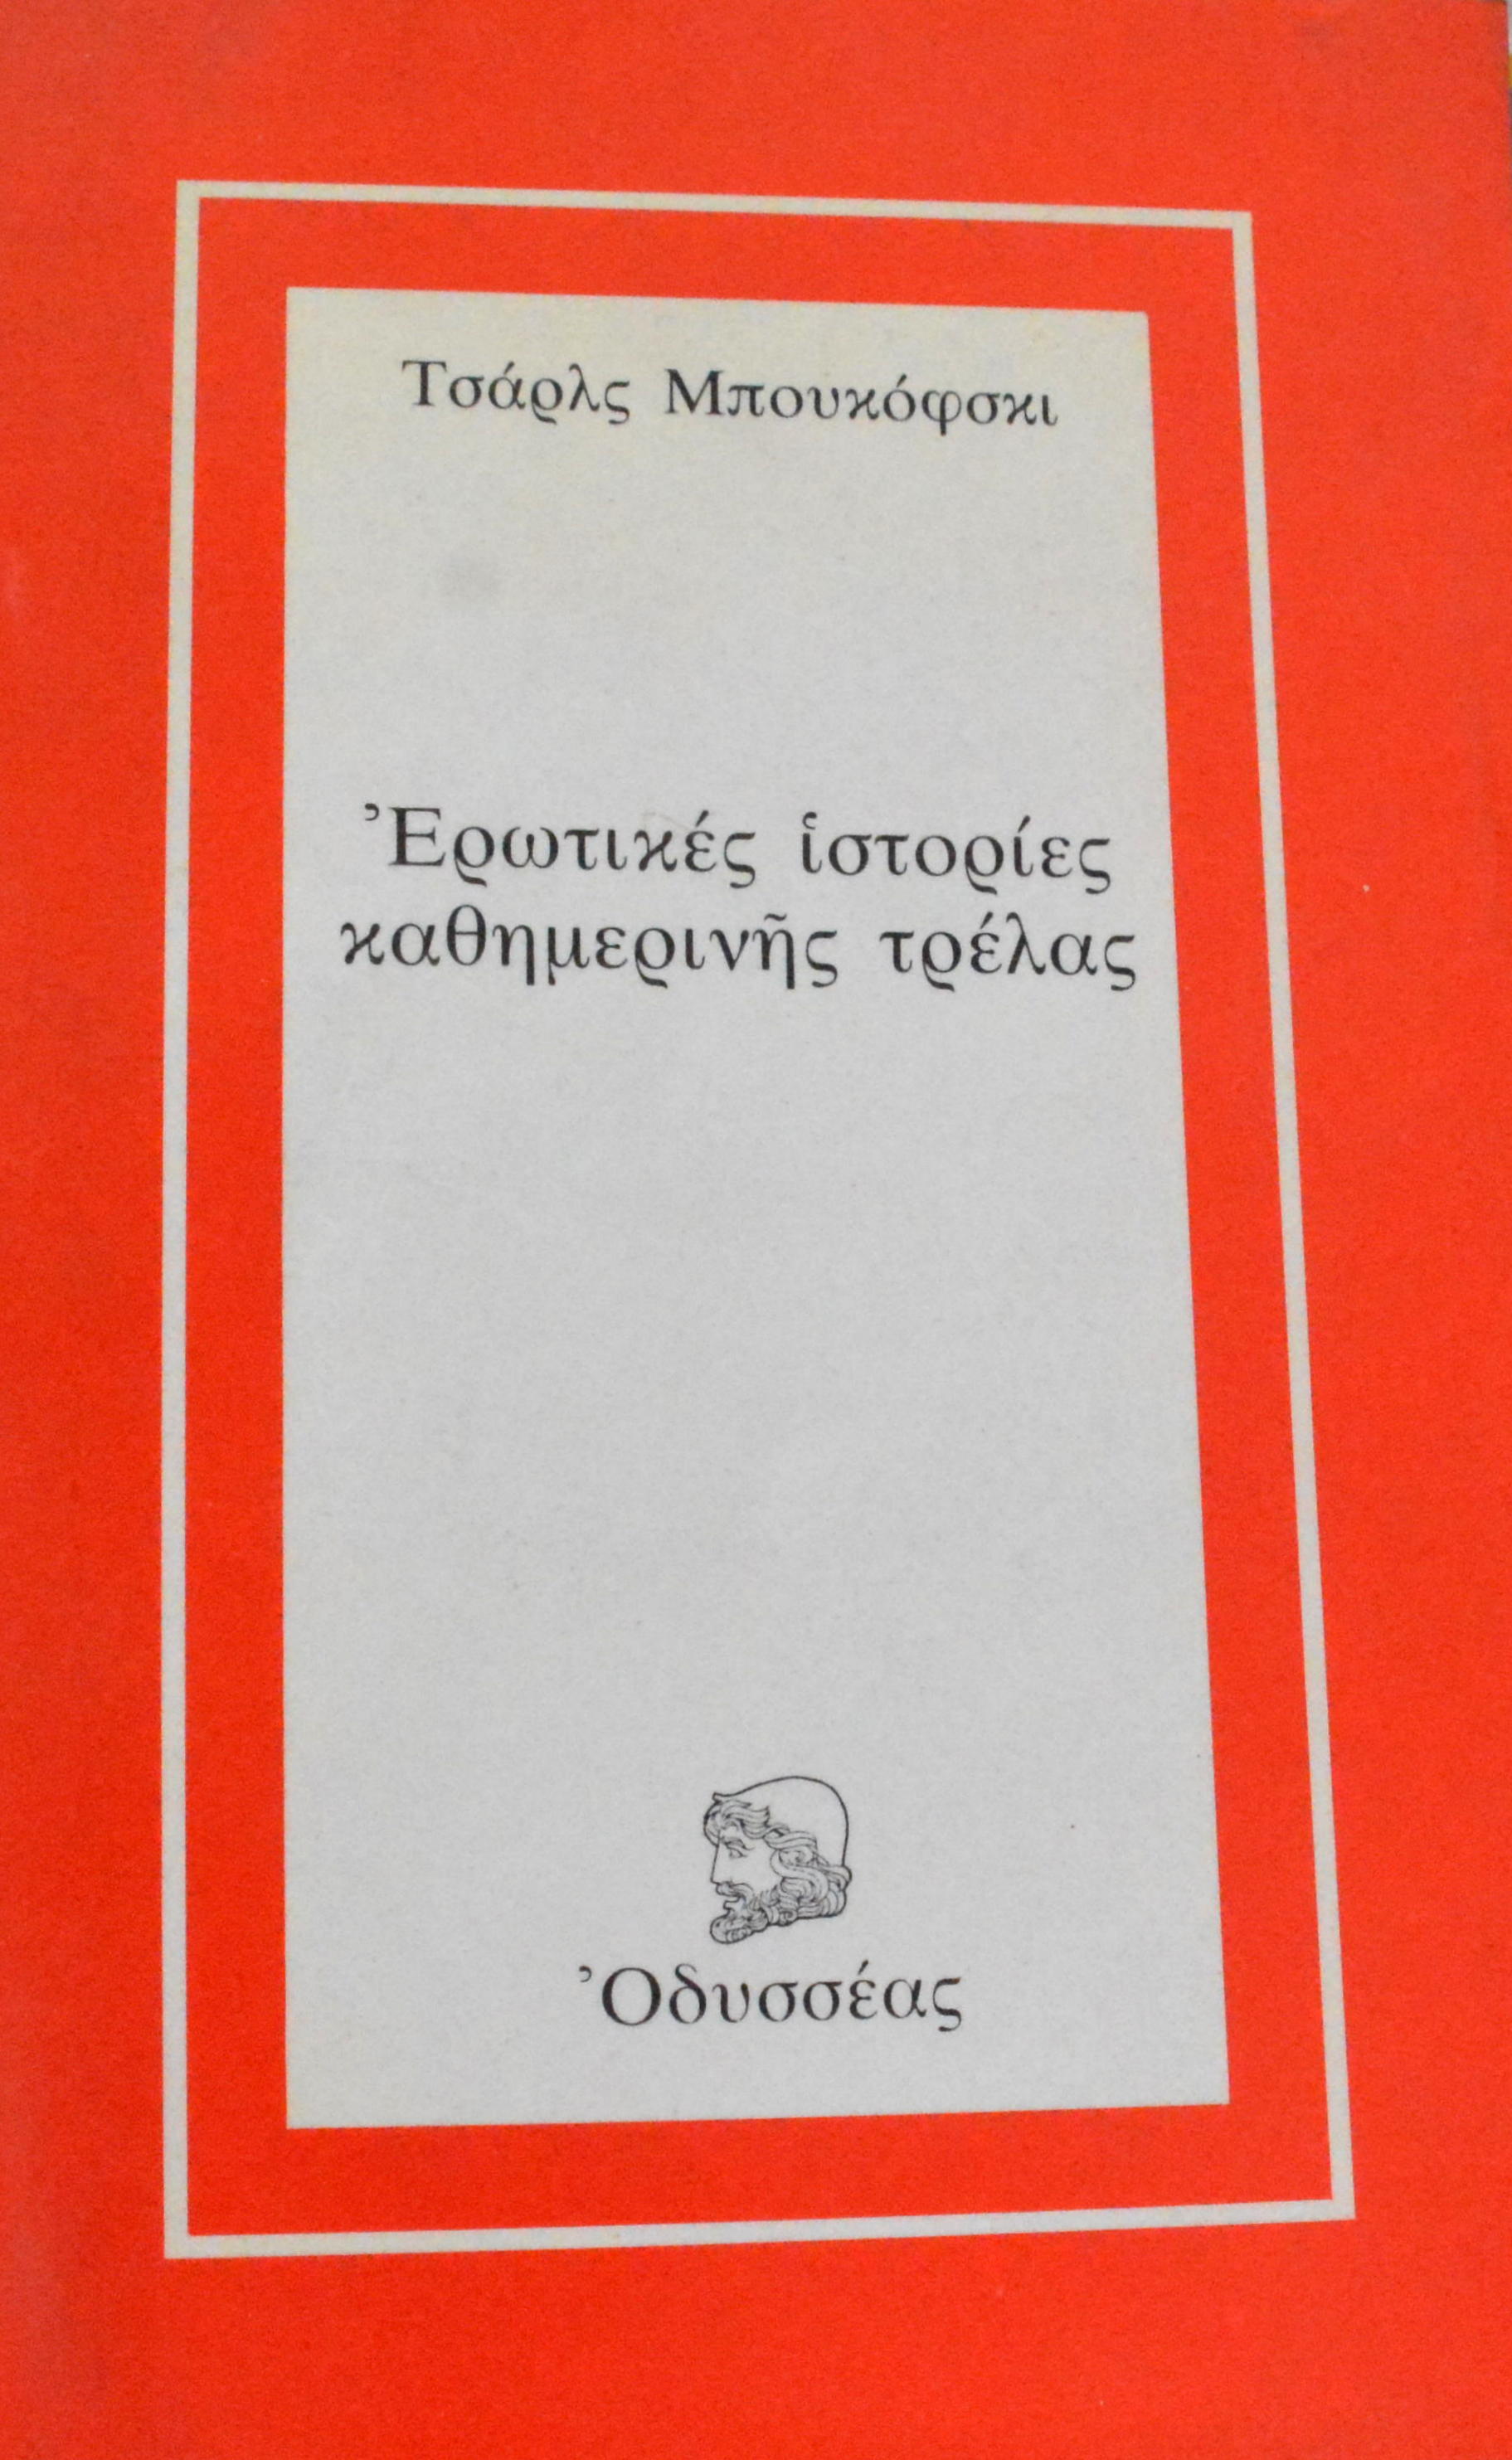 Τσάρλς Μπουκόφσκι
Ἐρωτικές ἱστορίες
καθημερινῆς τρέλας
Ὀδυσσέας